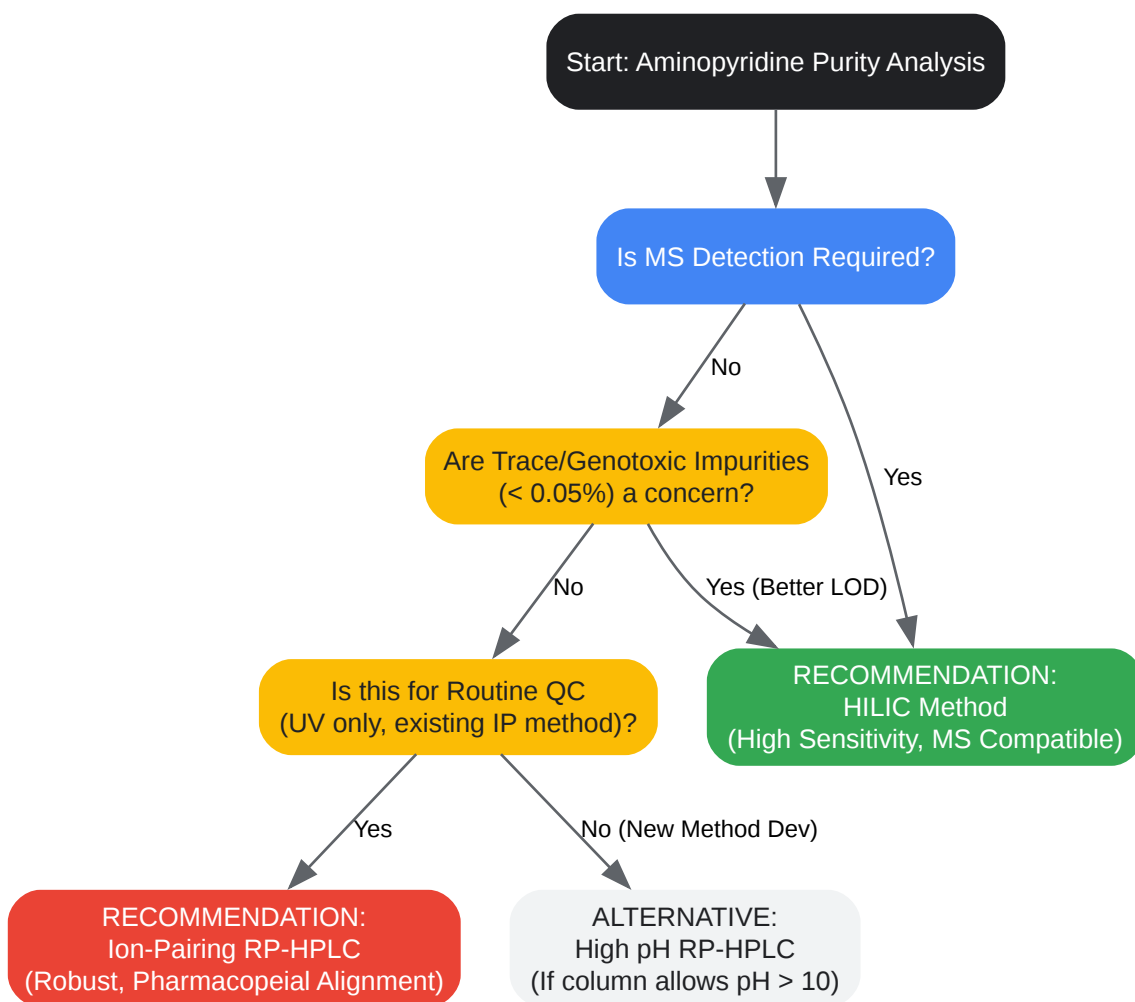 Start: Aminopyridine Purity Analysis
Is MS Detection Required?
No
Yes
Are Trace/Genotoxic Impurities
(< 0.05%) a concern?
No
Yes (Better LOD)
Is this for Routine QC
(UV only, existing IP method)?
RECOMMENDATION:
HILIC Method
(High Sensitivity, MS Compatible)
Yes
No (New Method Dev)
RECOMMENDATION:
Ion-Pairing RP-HPLC
(Robust, Pharmacopeial Alignment)
ALTERNATIVE:
High pH RP-HPLC
(If column allows pH > 10)